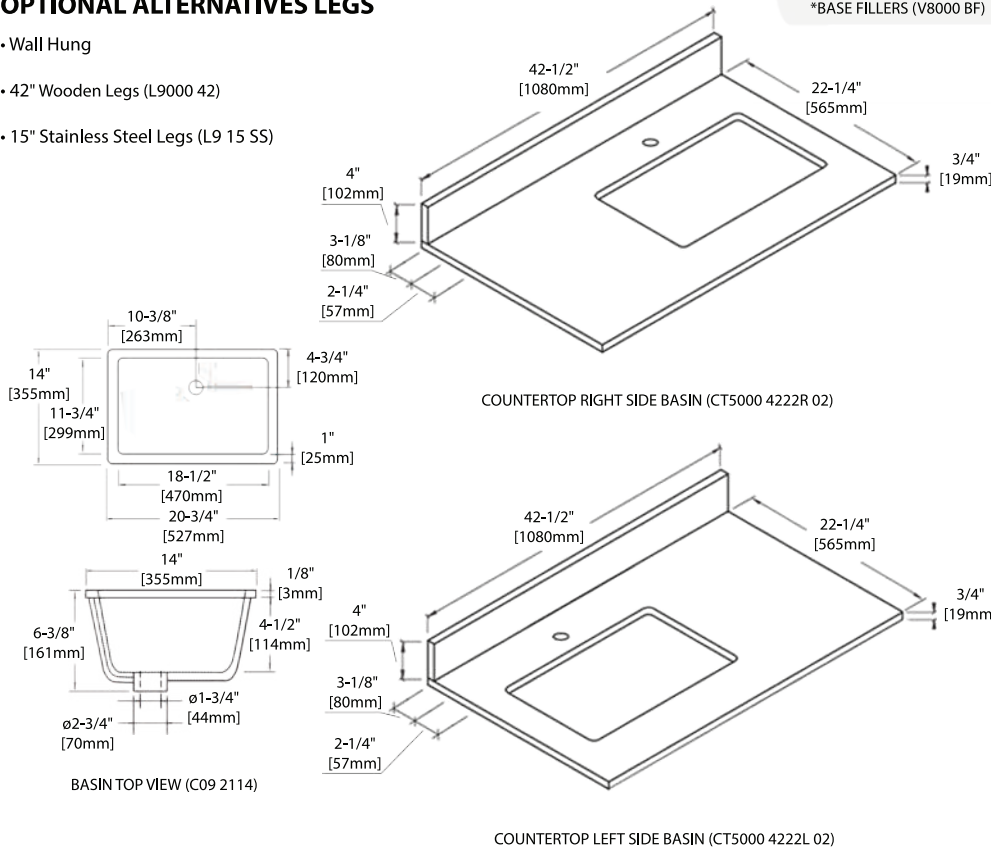 OPTIONAL ALTERNATIVES LEGS
*BASE FILLERS (V8000 BF)
• Wall Hung
• 42" Wooden Legs (L9000 42)
• 15" Stainless Steel Legs (L9 15 SS)
42-1/2"
[1080mm]
22-1/4"
[565mm]
3/4"
[19mm]
4"
[102mm]
3-1/8"
[80mm]
2-1/4"
[57mm]
COUNTERTOP RIGHT SIDE BASIN (CT5000 4222R 02)
10-3/8"
[263mm]
4-3/4"
[120mm]
14"
[355mm]
11-3/4"
[299mm]
1"
[25mm]
18-1/2"
[470mm]
20-3/4"
[527mm]
14"
[355mm]
1/8"
[3mm]
6-3/8"
[161mm]
4-1/2"
[114mm]
ø1-3/4"
[44mm]
ø2-3/4"
[70mm]
BASIN TOP VIEW (C09 2114)
42-1/2"
[1080mm]
22-1/4"
[565mm]
3/4"
[19mm]
4"
[102mm]
3-1/8"
[80mm]
2-1/4"
[57mm]
COUNTERTOP LEFT SIDE BASIN (CT5000 4222L 02)